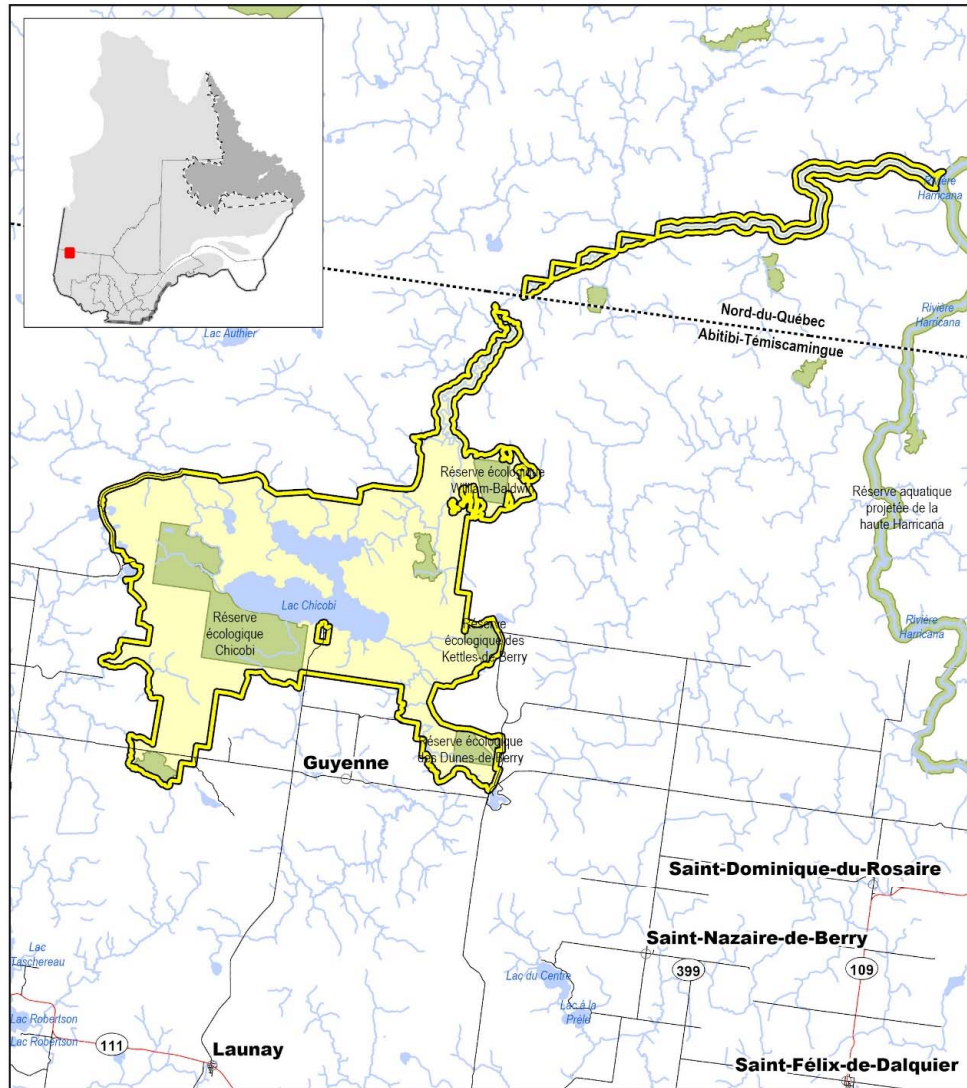 Rivière
Harricana
Nord-du-Québec
Abitibi-Témiscamingue
Rivière
Harricana
Lac Authier
Réserve écologique
William-Baldwin
Réserve aquatique
projetée de la
haute Harricana
Lac Chicobi
Réserve
écologique
Chicobi
Réserve
écologique des
Kettles-de-Berry
Rivière
Harricana
Réserve écologique
des Dunes-de-Berry
Guyenne
Saint-Dominique-du-Rosaire
Saint-Nazaire-de-Berry
Lac
Taschereau
Lac du Centre
399
109
Lac à la
Prêle
Lac Robertson
Lac Robertson
111
Launay
Saint-Félix-de-Dalquier